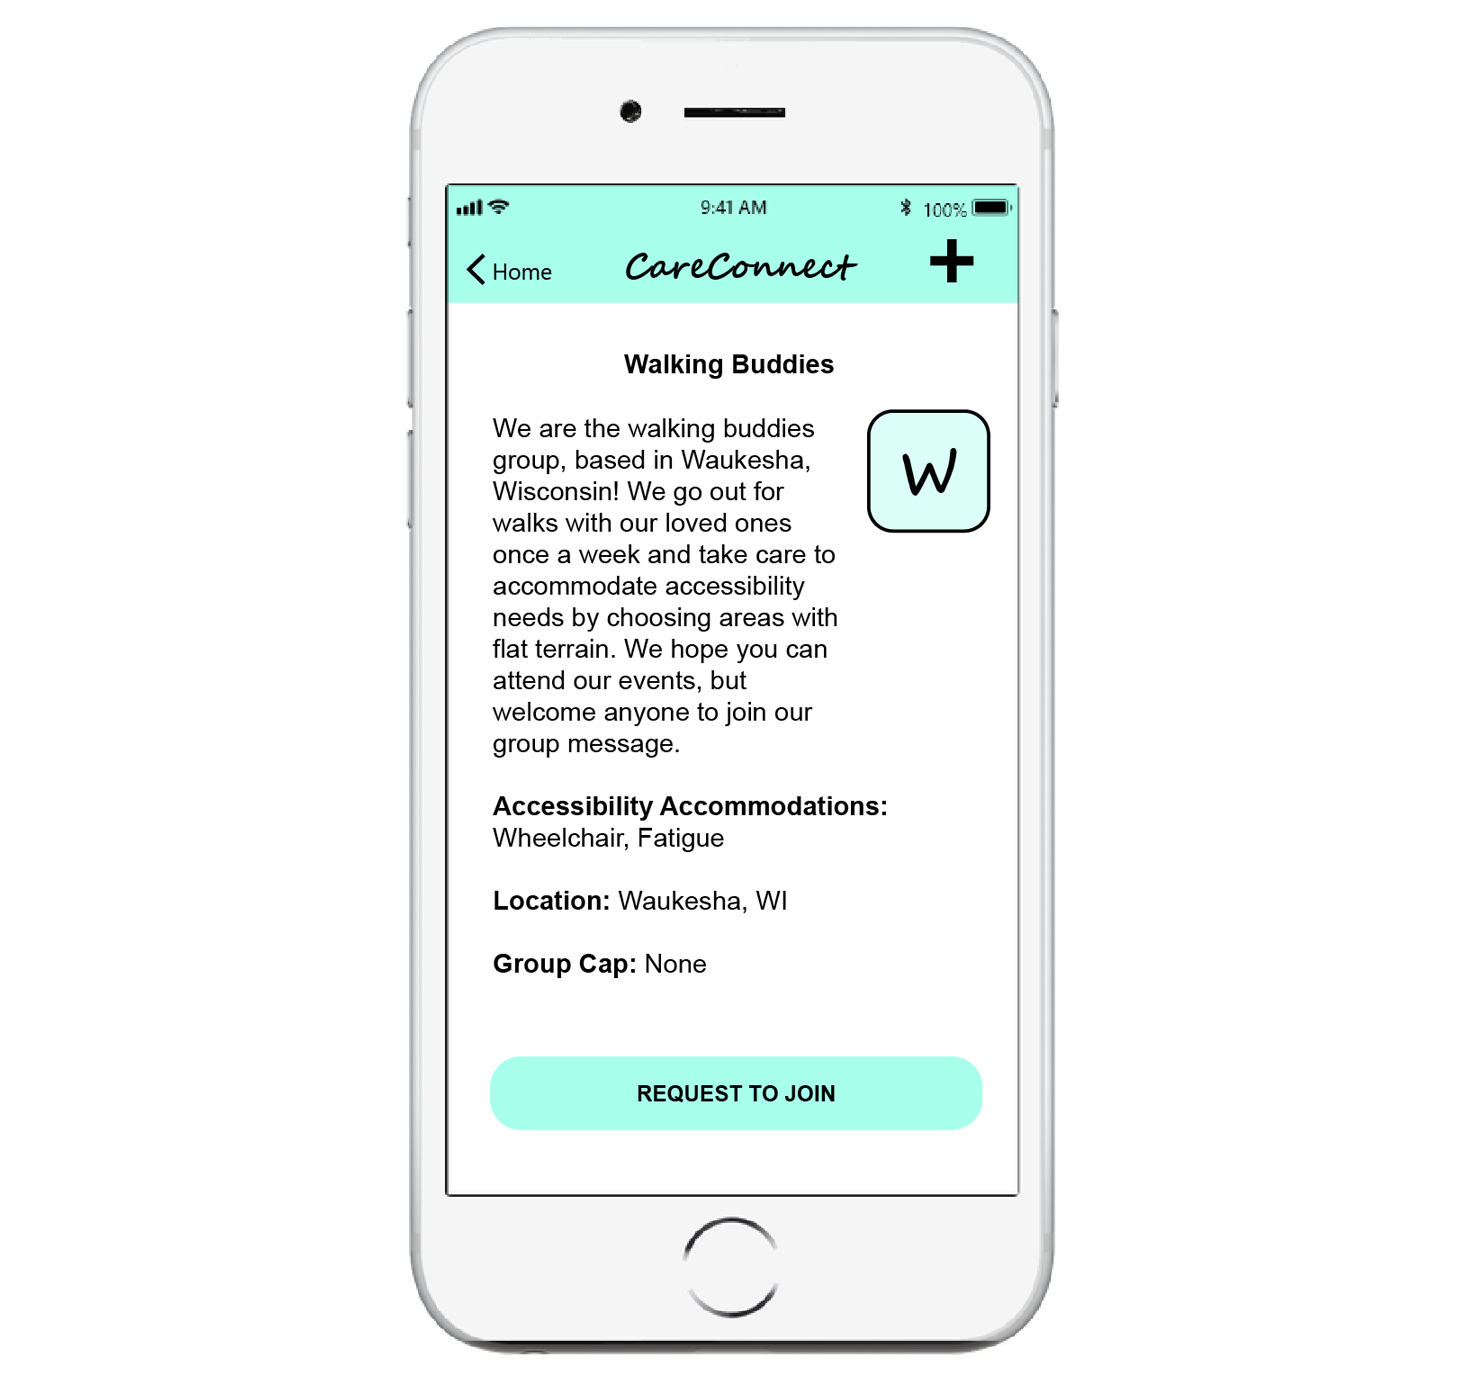 9:41 AM
100%
Home
CareConnect
Walking Buddies
We are the walking buddies
group, based in Waukesha,
Wisconsin! We go out for
walks with our loved ones
once a week and take care to
accommodate accessibility
needs by choosing areas with
flat terrain. We hope you can
attend our events, but
welcome anyone to join our
group message.
W
Accessibility Accommodations:
Wheelchair, Fatigue
Location: Waukesha, WI
Group Cap: None
REQUEST TO JOIN